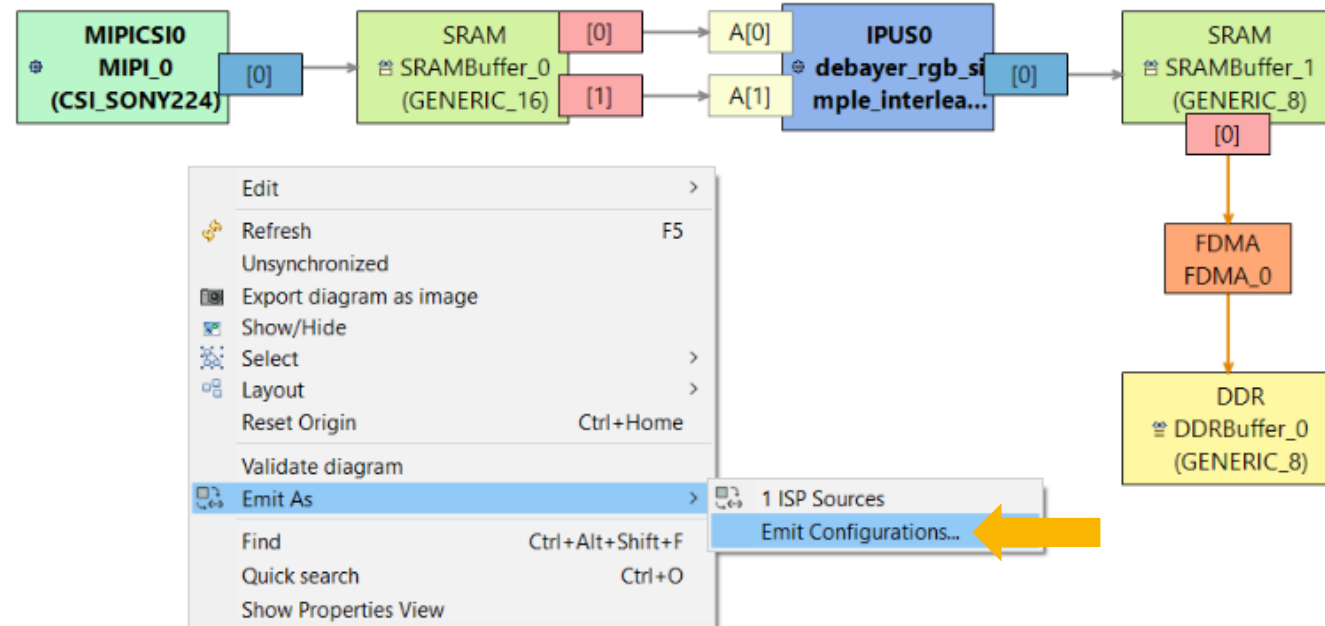 MIPICSI0
MIPI_0
(CSI_SONY224)
[0]
SRAM
SRAMBuffer_0
(GENERIC_16)
[0]
[1]
A[0]
A[1]
IPUS0
debayer_rgb_si
mple_interlea...
[0]
SRAM
SRAMBuffer_1
(GENERIC_8)
[0]
FDMA
FDMA_0
DDR
DDRBuffer_0
(GENERIC_8)
Edit
Refresh F5
Unsynchronized
Export diagram as image
Show/Hide
Select
Layout
Reset Origin Ctrl+Home
Validate diagram
Emit As
1 ISP Sources
Emit Configurations...
Find Ctrl+Alt+Shift+F
Quick search Ctrl+O
Show Properties View